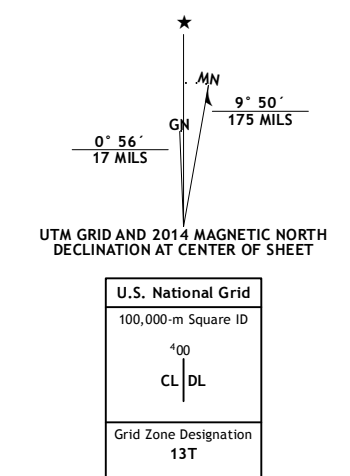 ★
MN
9° 50´
175 MILS
GN
0° 56´
17 MILS
UTM GRID AND 2014 MAGNETIC NORTH
DECLINATION AT CENTER OF SHEET
U.S. National Grid
100,000-m Square ID
⁴00
CL DL
Grid Zone Designation
13T